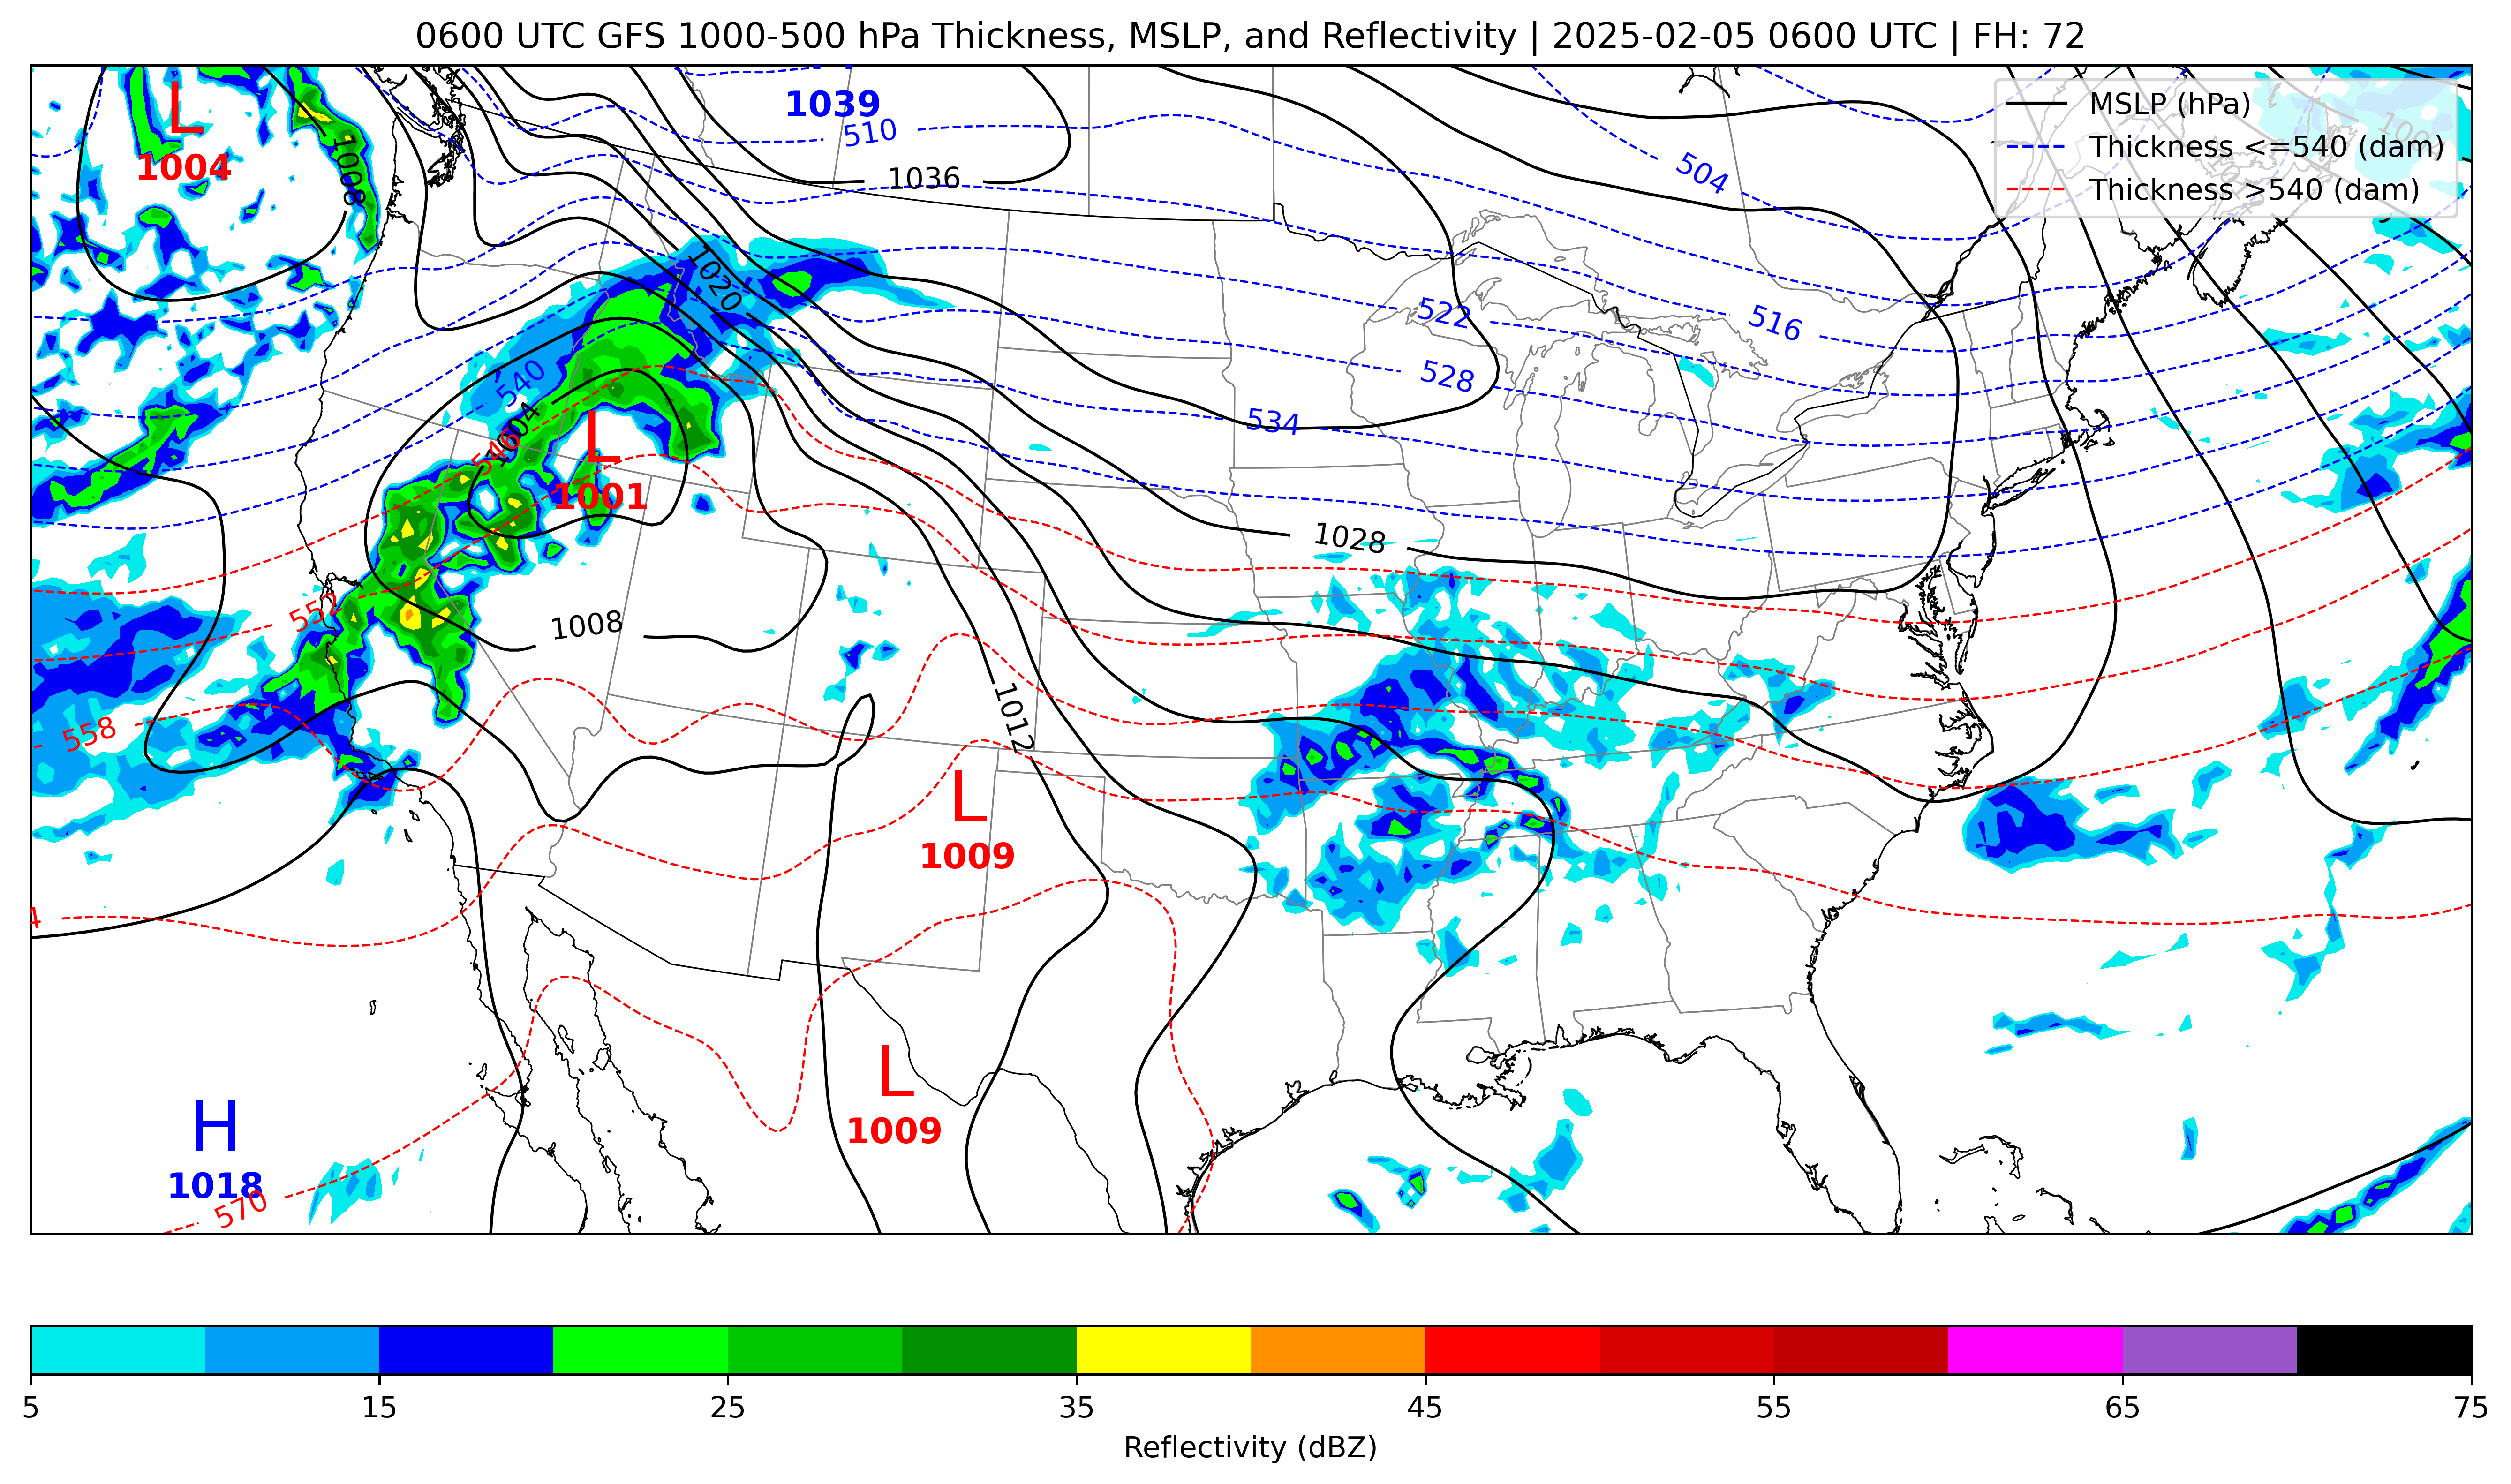 0600 UTC GFS 1000-500 hPa Thickness, MSLP, and Reflectivity | 2025-02-05 0600 UTC | FH: 72
MSLP (hPa)
Thickness <=540 (dam)
Thickness >540 (dam)
L
1004
1008
1039
510
1036
504
1020
522
516
528
534
540
1004
546
L
1001
1028
552
1008
558
1012
L
1009
4
L
1009
H
1018
570
5 15 25 35 45 55 65 75
Reflectivity (dBZ)